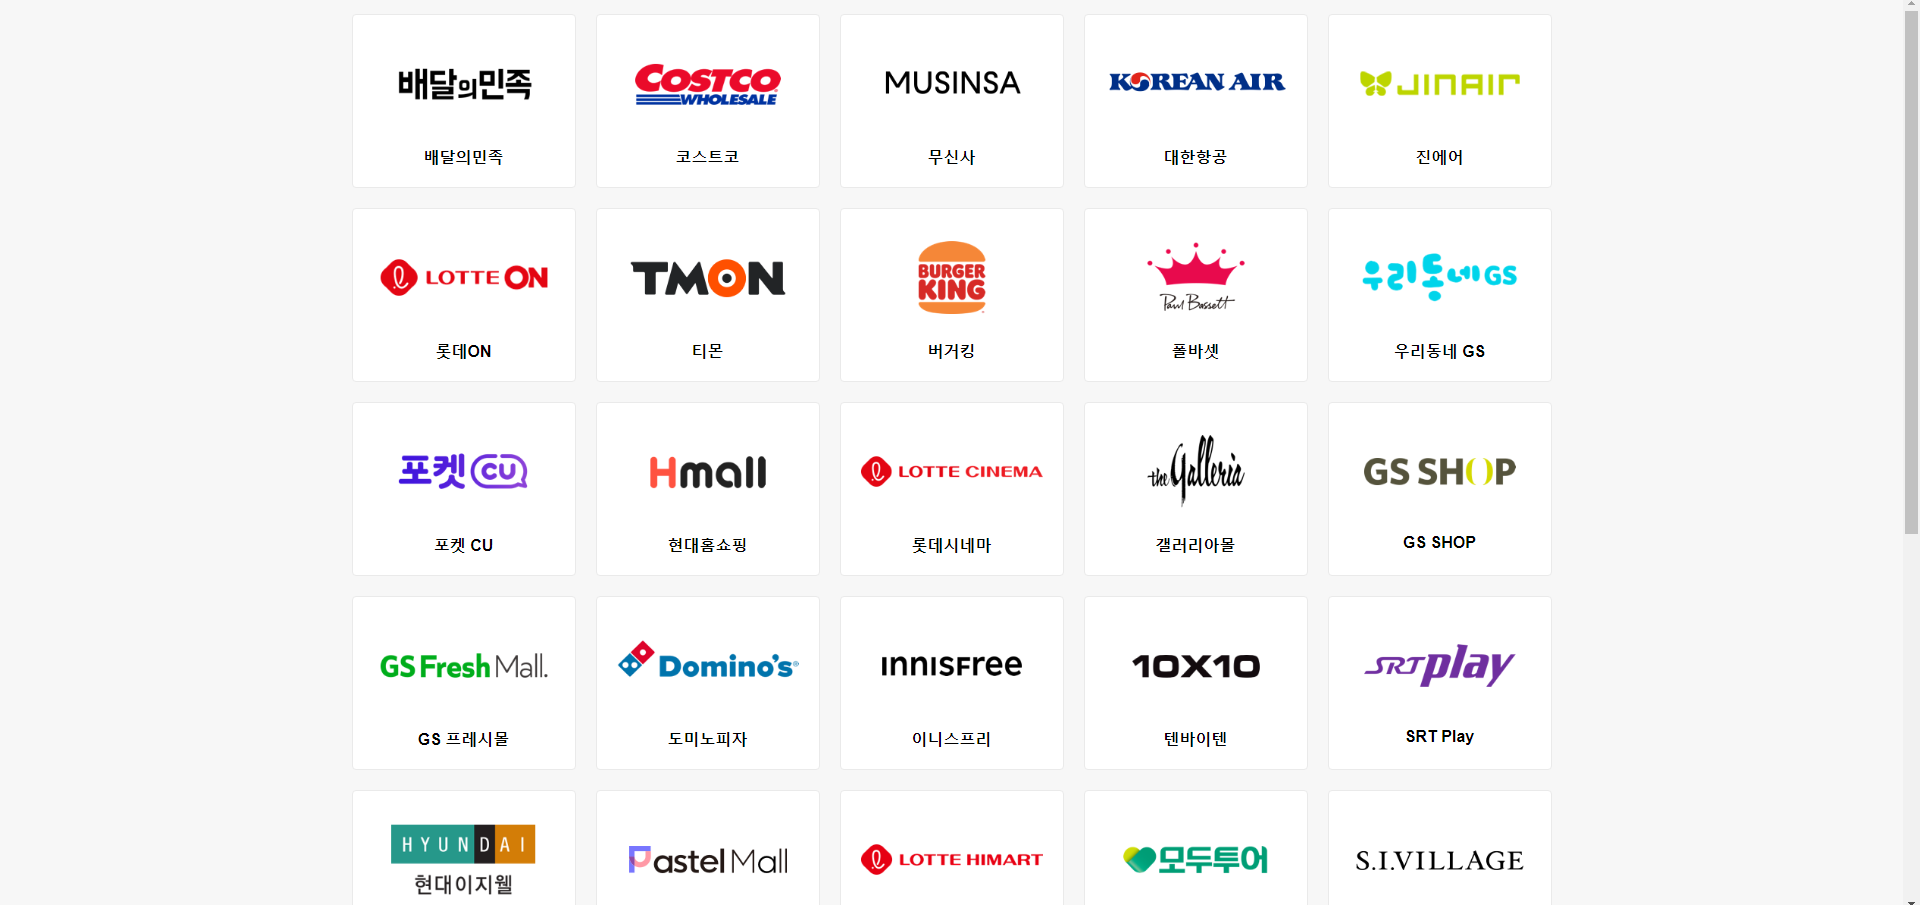 배달의민족
COSTCO
WHOLESALE
MUSINSA
KOREAN AIR
JINAIR
배달의민족
코스트코
무신사
대한항공
진에어
LOTTE ON
TMON
BURGER
KING
Paul Bassett
우리동네GS
롯데ON
티몬
버거킹
폴바셋
우리동네 GS
포켓CU
Hmall
LOTTE CINEMA
the Galleria
GS SHOP
포켓 CU
현대홈쇼핑
롯데시네마
갤러리아몰
GS SHOP
GS Fresh Mall.
Domino's
INNISFREE
10X10
SRT play
GS 프레시몰
도미노피자
이니스프리
텐바이텐
SRT Play
HYUNDAI
현대이지웰
Pastel Mall
LOTTE HIMART
모두투어
S.I.VILLAGE